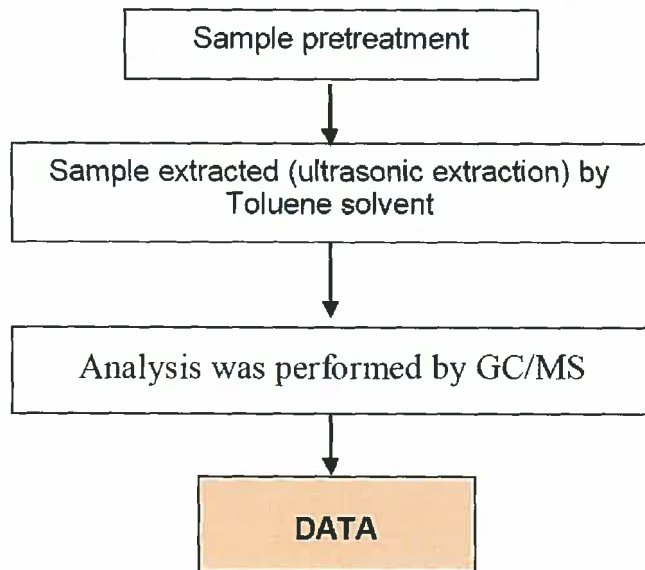 Sample pretreatment
Sample extracted (ultrasonic extraction) by
Toluene solvent
Analysis was performed by GC/MS
DATA